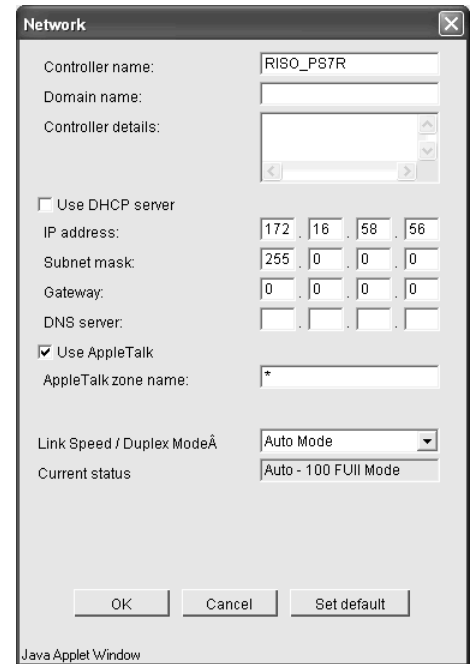 Network
Controller name: RISO_PS7R
Domain name:
Controller details:
Use DHCP server
IP address: 172 . 16 . 58 . 56
Subnet mask: 255 . 0 . 0 . 0
Gateway: 0 . 0 . 0 . 0
DNS server: . . .
Use AppleTalk
AppleTalk zone name: *
Link Speed / Duplex ModeÂ Auto Mode
Current status Auto - 100 FUll Mode
OK Cancel Set default
Java Applet Window